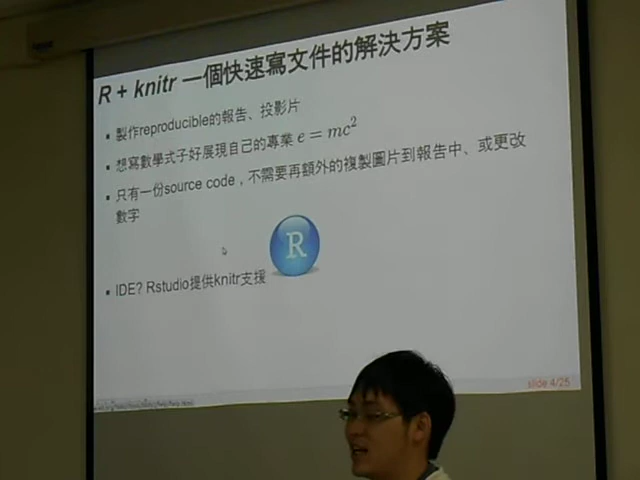 R + knitr 一個快速寫文件的解決方案
製作reproducible的報告、投影片
想寫數學式子好展現自己的專業 e = mc²
只有一份source code，不需要再額外的複製圖片到報告中、或更改
數字
R
IDE? Rstudio提供knitr支援
slide 4/25